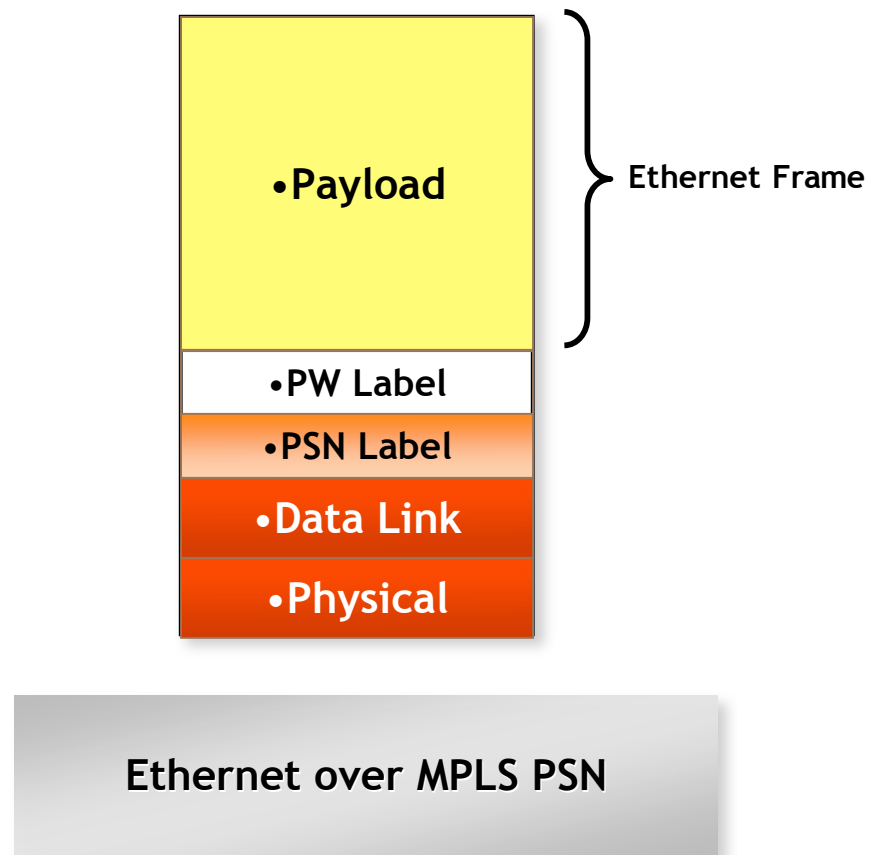 •Payload
Ethernet Frame
•PW Label
•PSN Label
•Data Link
•Physical
Ethernet over MPLS PSN